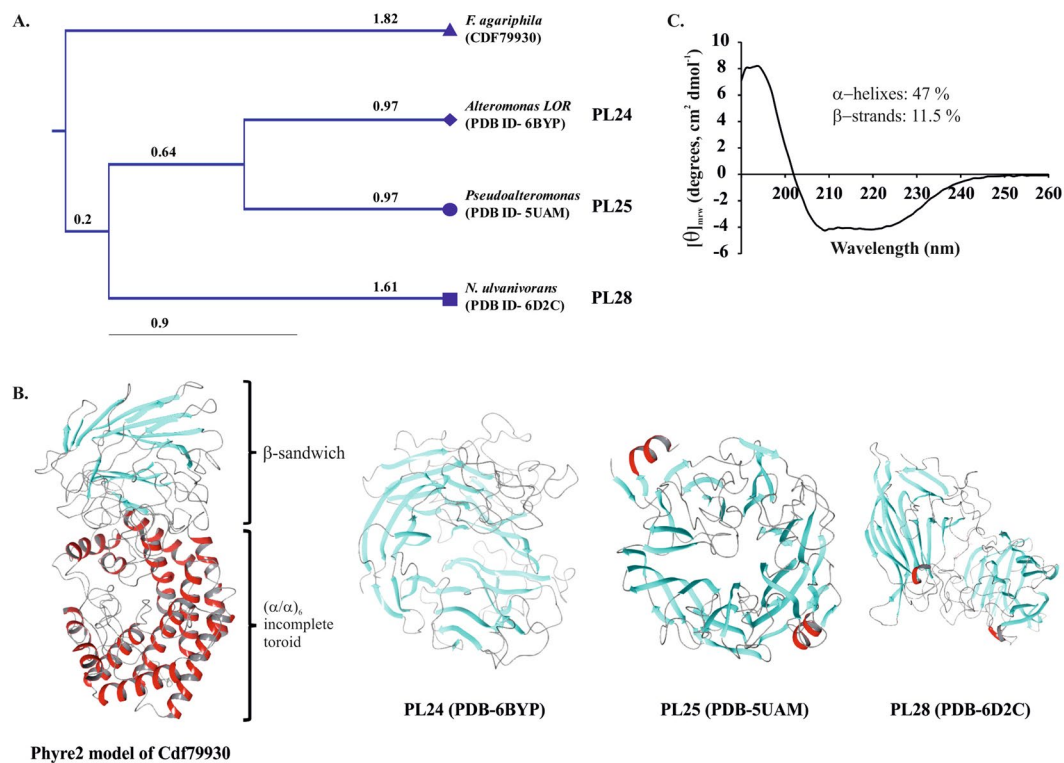 A.
1.82
F. agariphila
(CDF79930)
0.97
Alteromonas LOR
(PDB ID- 6BYP)
PL24
0.64
0.97
Pseudoalteromonas
(PDB ID- 5UAM)
PL25
0.2
1.61
N. ulvanivorans
(PDB ID- 6D2C)
PL28
0.9
C.
[θ]mrw (degrees, cm² dmol⁻¹)
10
8
6
4
2
0
-2
-4
-6
200 210 220 230 240 250 260
Wavelength (nm)
α–helixes: 47 %
β–strands: 11.5 %
B.
β-sandwich
(α/α)₆
incomplete
toroid
Phyre2 model of Cdf79930
PL24 (PDB-6BYP)
PL25 (PDB-5UAM)
PL28 (PDB-6D2C)